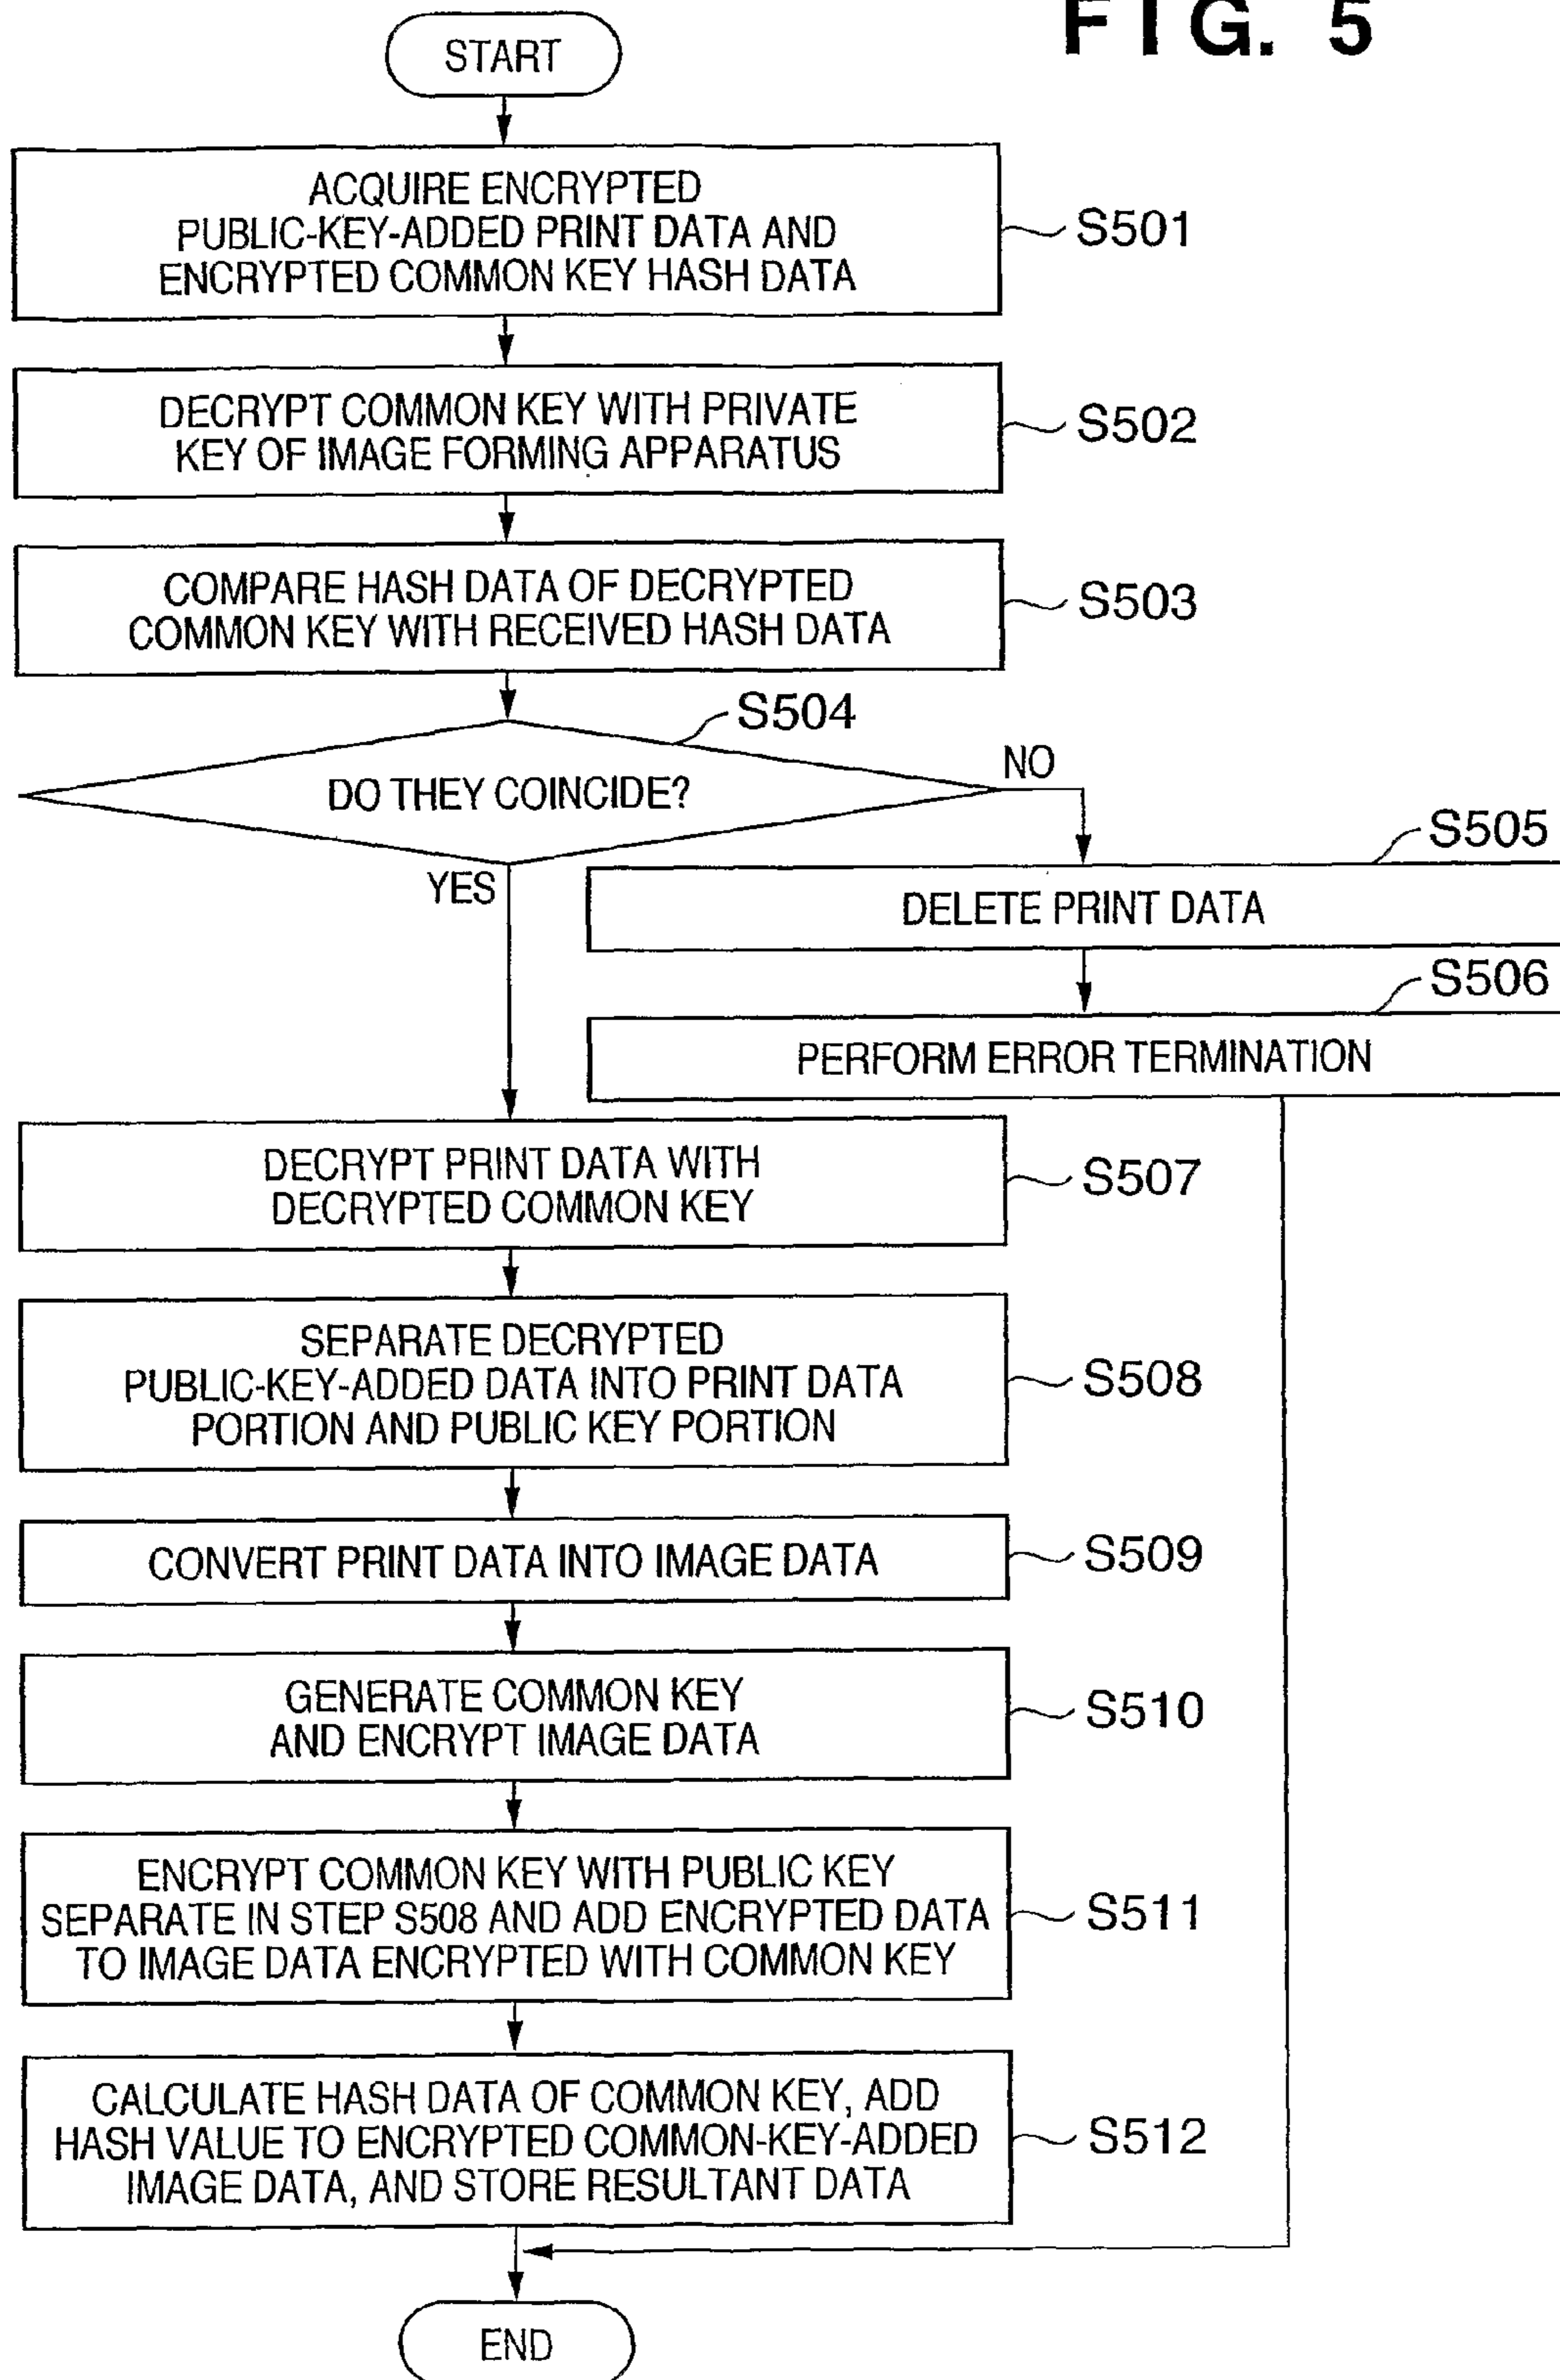 FIG. 5
START
ACQUIRE ENCRYPTED
PUBLIC-KEY-ADDED PRINT DATA AND
ENCRYPTED COMMON KEY HASH DATA
S501
DECRYPT COMMON KEY WITH PRIVATE
KEY OF IMAGE FORMING APPARATUS
S502
COMPARE HASH DATA OF DECRYPTED
COMMON KEY WITH RECEIVED HASH DATA
S503
S504
DO THEY COINCIDE?
NO
YES
S505
DELETE PRINT DATA
S506
PERFORM ERROR TERMINATION
DECRYPT PRINT DATA WITH
DECRYPTED COMMON KEY
S507
SEPARATE DECRYPTED
PUBLIC-KEY-ADDED DATA INTO PRINT DATA
PORTION AND PUBLIC KEY PORTION
S508
CONVERT PRINT DATA INTO IMAGE DATA
S509
GENERATE COMMON KEY
AND ENCRYPT IMAGE DATA
S510
ENCRYPT COMMON KEY WITH PUBLIC KEY
SEPARATE IN STEP S508 AND ADD ENCRYPTED DATA
TO IMAGE DATA ENCRYPTED WITH COMMON KEY
S511
CALCULATE HASH DATA OF COMMON KEY, ADD
HASH VALUE TO ENCRYPTED COMMON-KEY-ADDED
IMAGE DATA, AND STORE RESULTANT DATA
S512
END